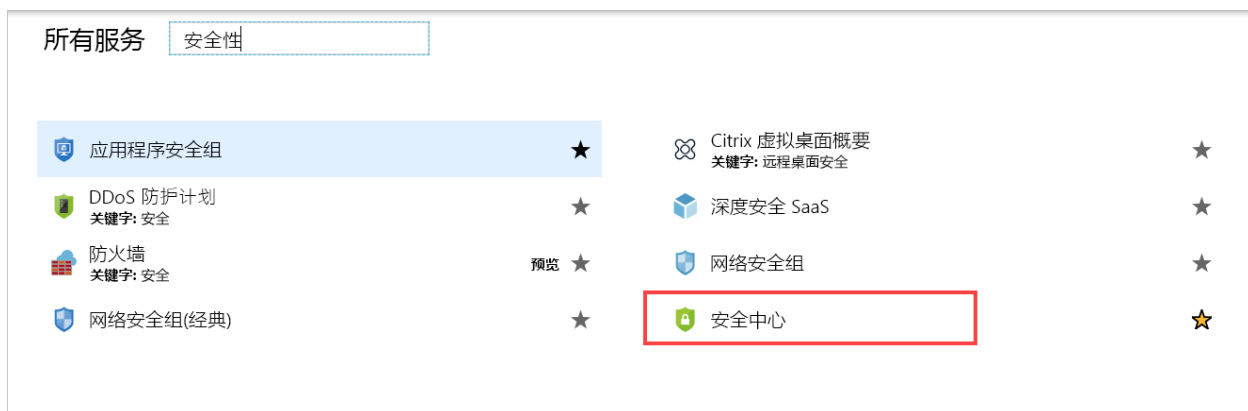 所有服务
安全性
应用程序安全组
DDoS 防护计划
关键字: 安全
防火墙
关键字: 安全
预览
网络安全组(经典)
Citrix 虚拟桌面概要
关键字: 远程桌面安全
深度安全 SaaS
网络安全组
安全中心